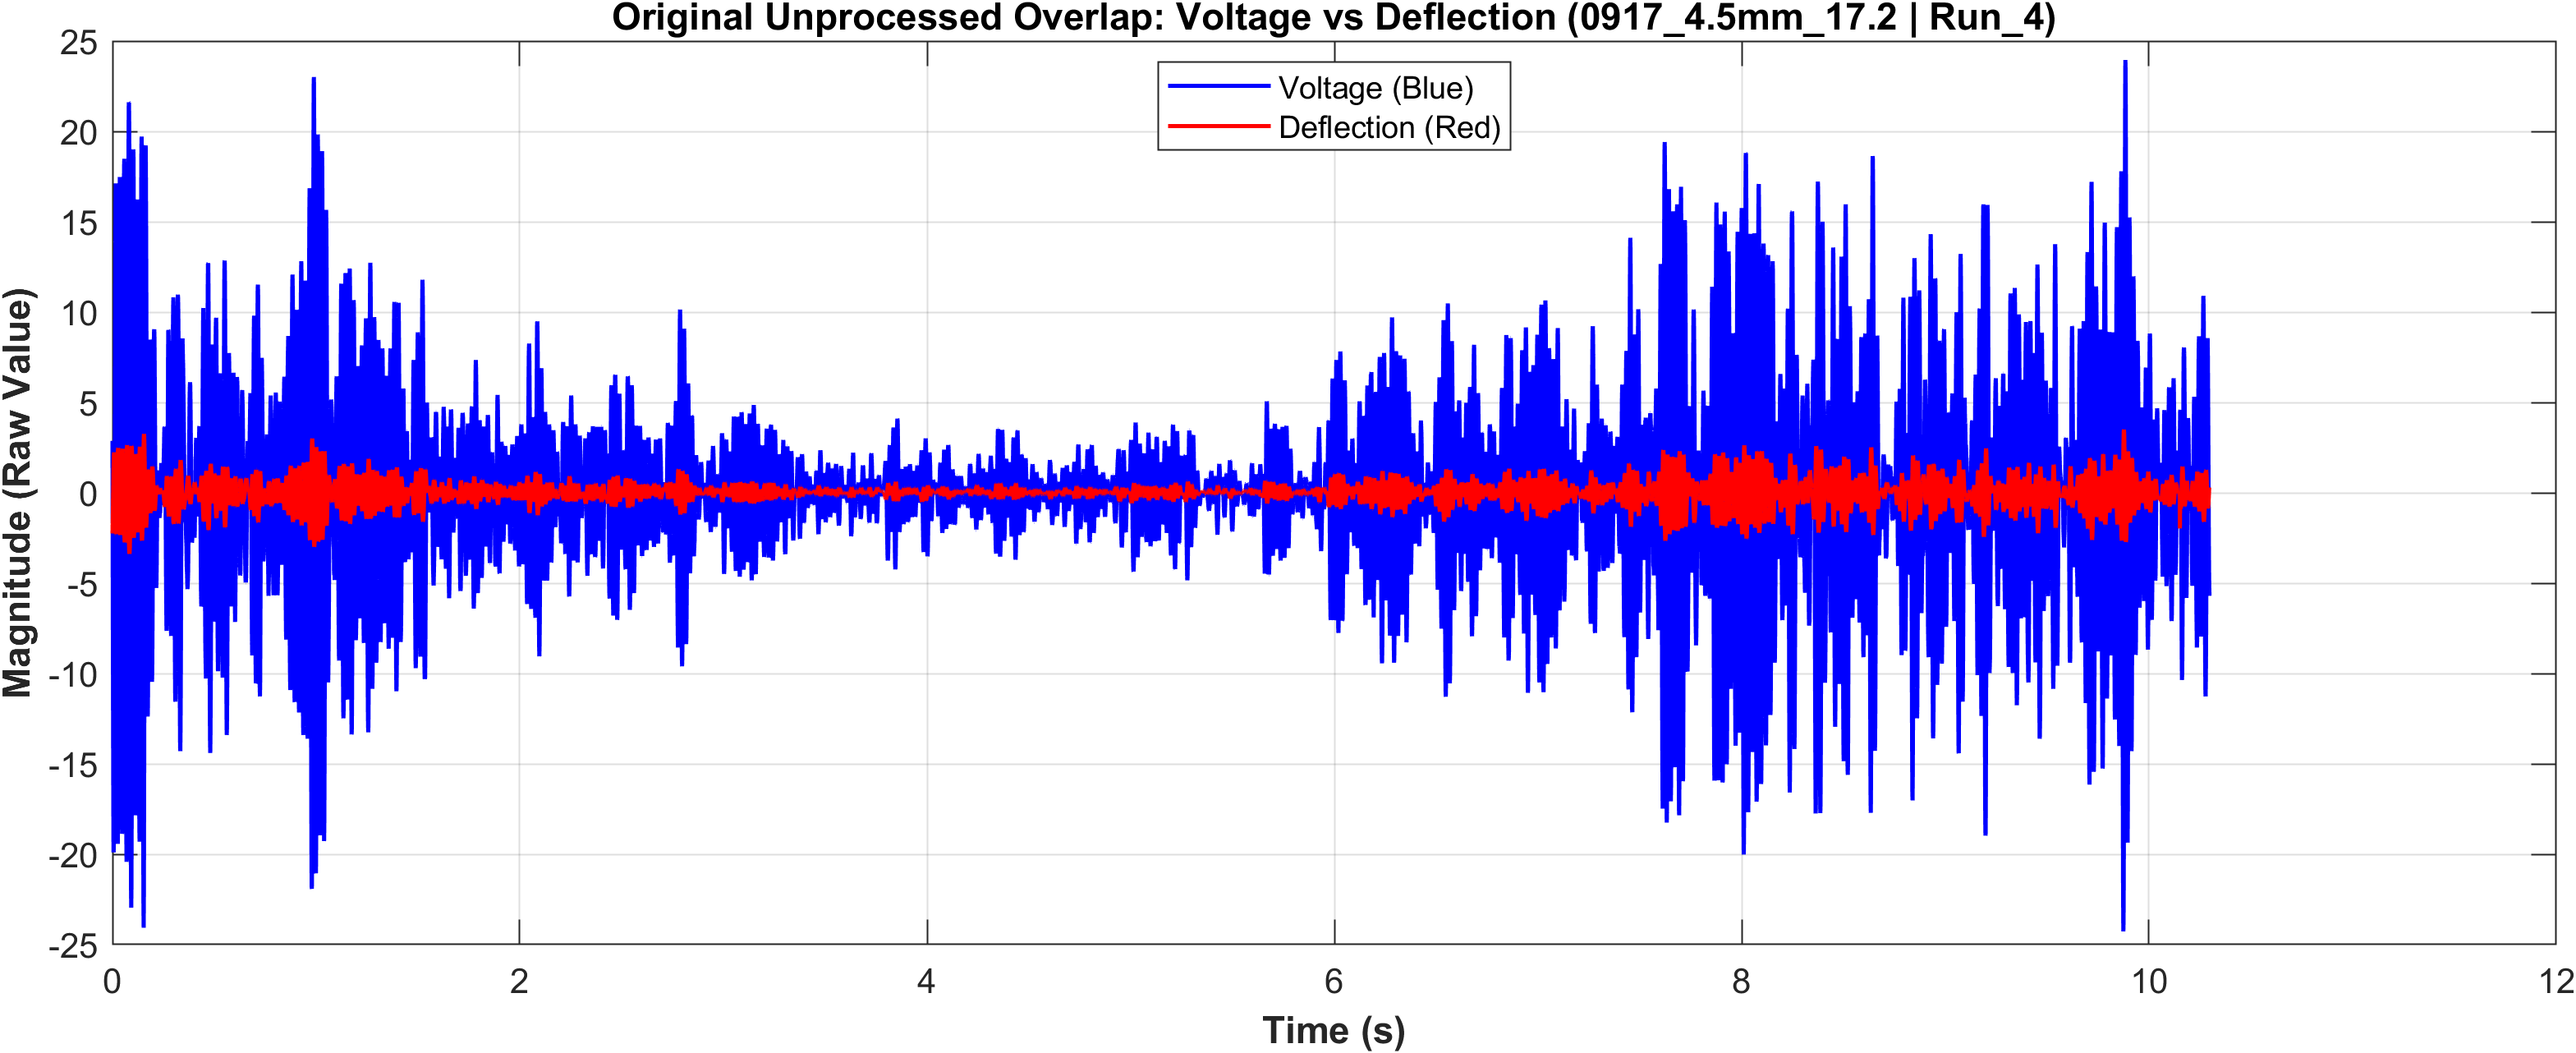 Original Unprocessed Overlap: Voltage vs Deflection (0917_4.5mm_17.2 | Run_4)
Voltage (Blue)
Deflection (Red)
Magnitude (Raw Value)
25
20
15
10
5
0
-5
-10
-15
-20
-25
0 2 4 6 8 10 12
Time (s)